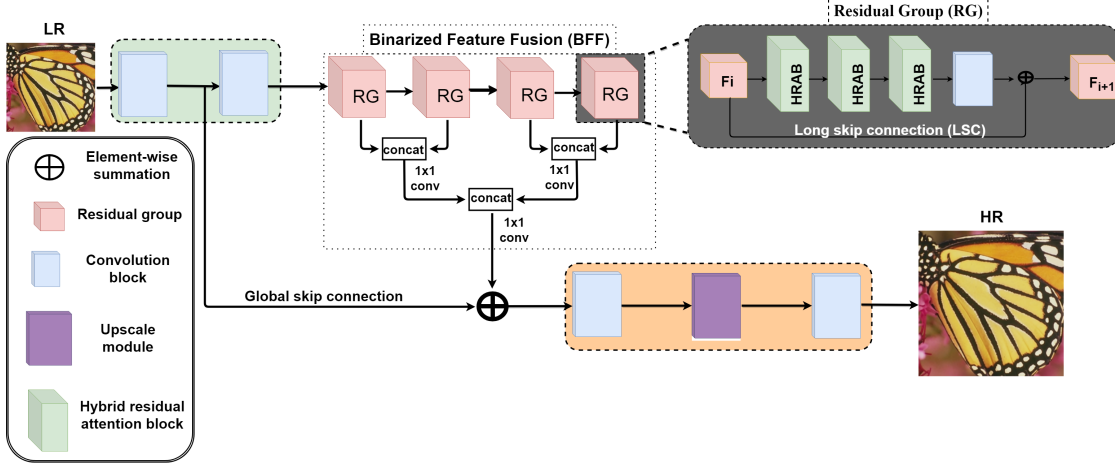 LR
Binarized Feature Fusion (BFF)
Residual Group (RG)
RG
RG
RG
RG
Fi
HRAB
HRAB
HRAB
Fi+1
Long skip connection (LSC)
concat
concat
1x1
conv
1x1
conv
concat
1x1
conv
Element-wise
summation
Residual group
Convolution
block
Upscale
module
Hybrid residual
attention block
Global skip connection
HR